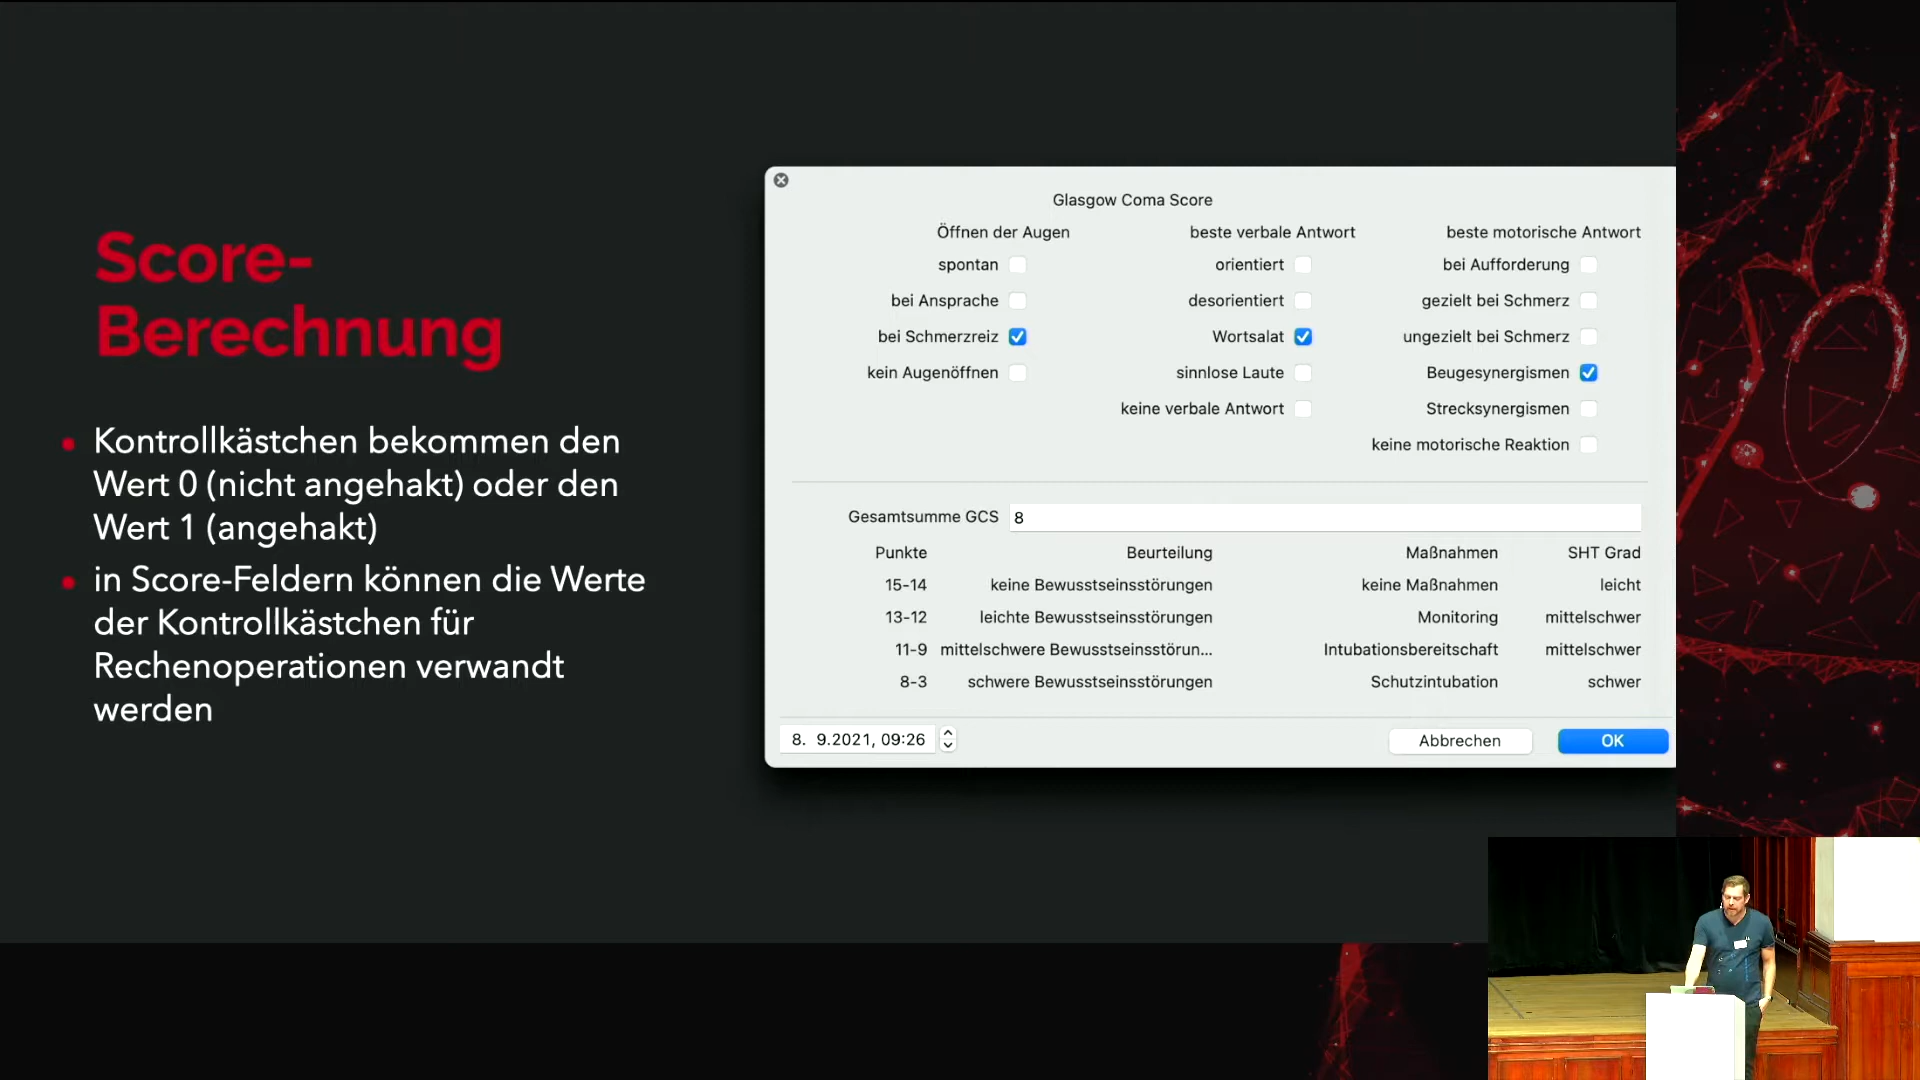 Score-
Berechnung
Kontrollkästchen bekommen den
Wert 0 (nicht angehakt) oder den
Wert 1 (angehakt)
in Score-Feldern können die Werte
der Kontrollkästchen für
Rechenoperationen verwandt
werden
Glasgow Coma Score
Öffnen der Augen beste verbale Antwort beste motorische Antwort
spontan orientiert bei Aufforderung
bei Ansprache desorientiert gezielt bei Schmerz
bei Schmerzreiz Wortsalat ungezielt bei Schmerz
kein Augenöffnen sinnlose Laute Beugesynergismen
keine verbale Antwort Strecksynergismen
keine motorische Reaktion
Gesamtsumme GCS 8
Punkte Beurteilung Maßnahmen SHT Grad
15-14 keine Bewusstseinsstörungen keine Maßnahmen leicht
13-12 leichte Bewusstseinsstörungen Monitoring mittelschwer
11-9 mittelschwere Bewusstseinsstörun... Intubationsbereitschaft mittelschwer
8-3 schwere Bewusstseinsstörungen Schutzintubation schwer
8. 9.2021, 09:26 Abbrechen OK